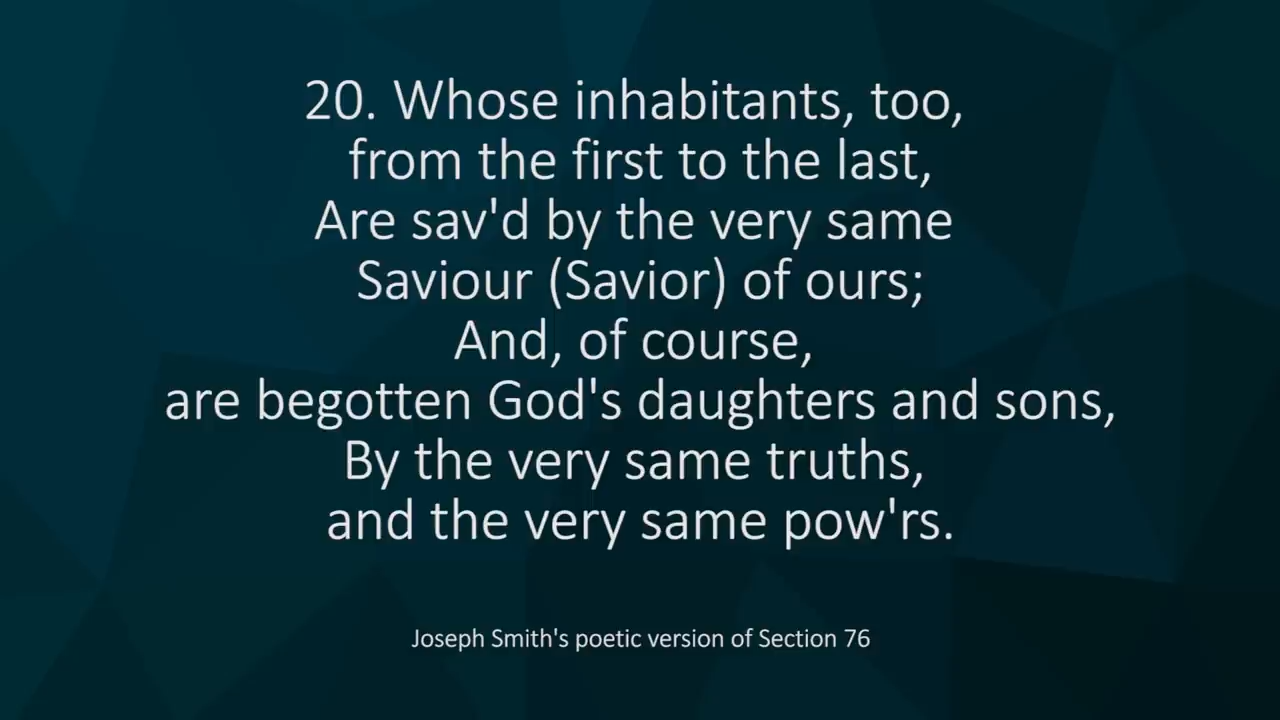 20. Whose inhabitants, too,
from the first to the last,
Are sav'd by the very same
Saviour (Savior) of ours;
And, of course,
are begotten God's daughters and sons,
By the very same truths,
and the very same pow'rs.
Joseph Smith's poetic version of Section 76